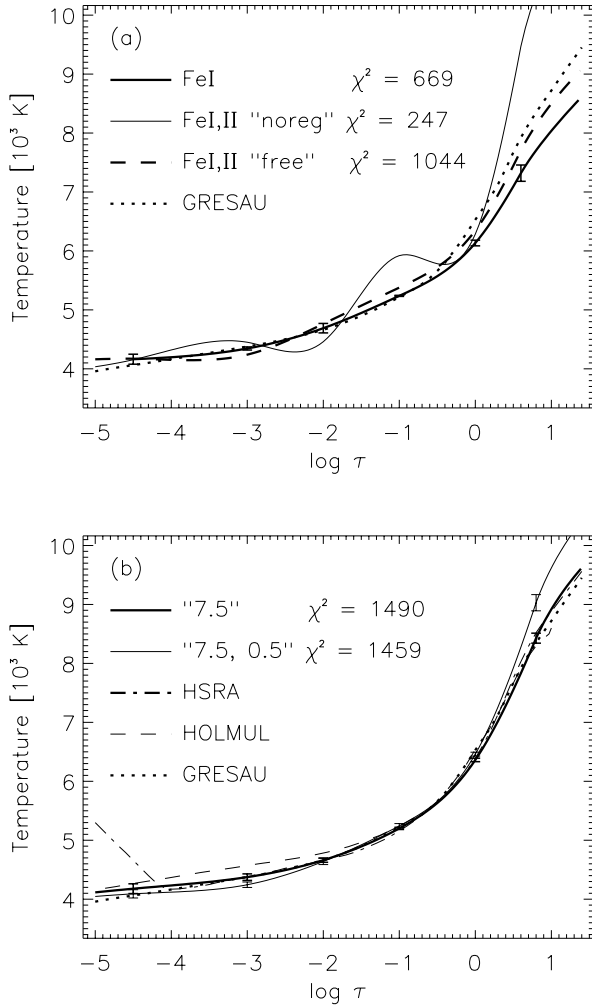 (a)
FeI χ² = 669
FeI,II "noreg" χ² = 247
FeI,II "free" χ² = 1044
GRESAU
Temperature [10³ K]
10
9
8
7
6
5
4
−5 −4 −3 −2 −1 0 1
log τ
(b)
"7.5" χ² = 1490
"7.5, 0.5" χ² = 1459
HSRA
HOLMUL
GRESAU
Temperature [10³ K]
10
9
8
7
6
5
4
−5 −4 −3 −2 −1 0 1
log τ